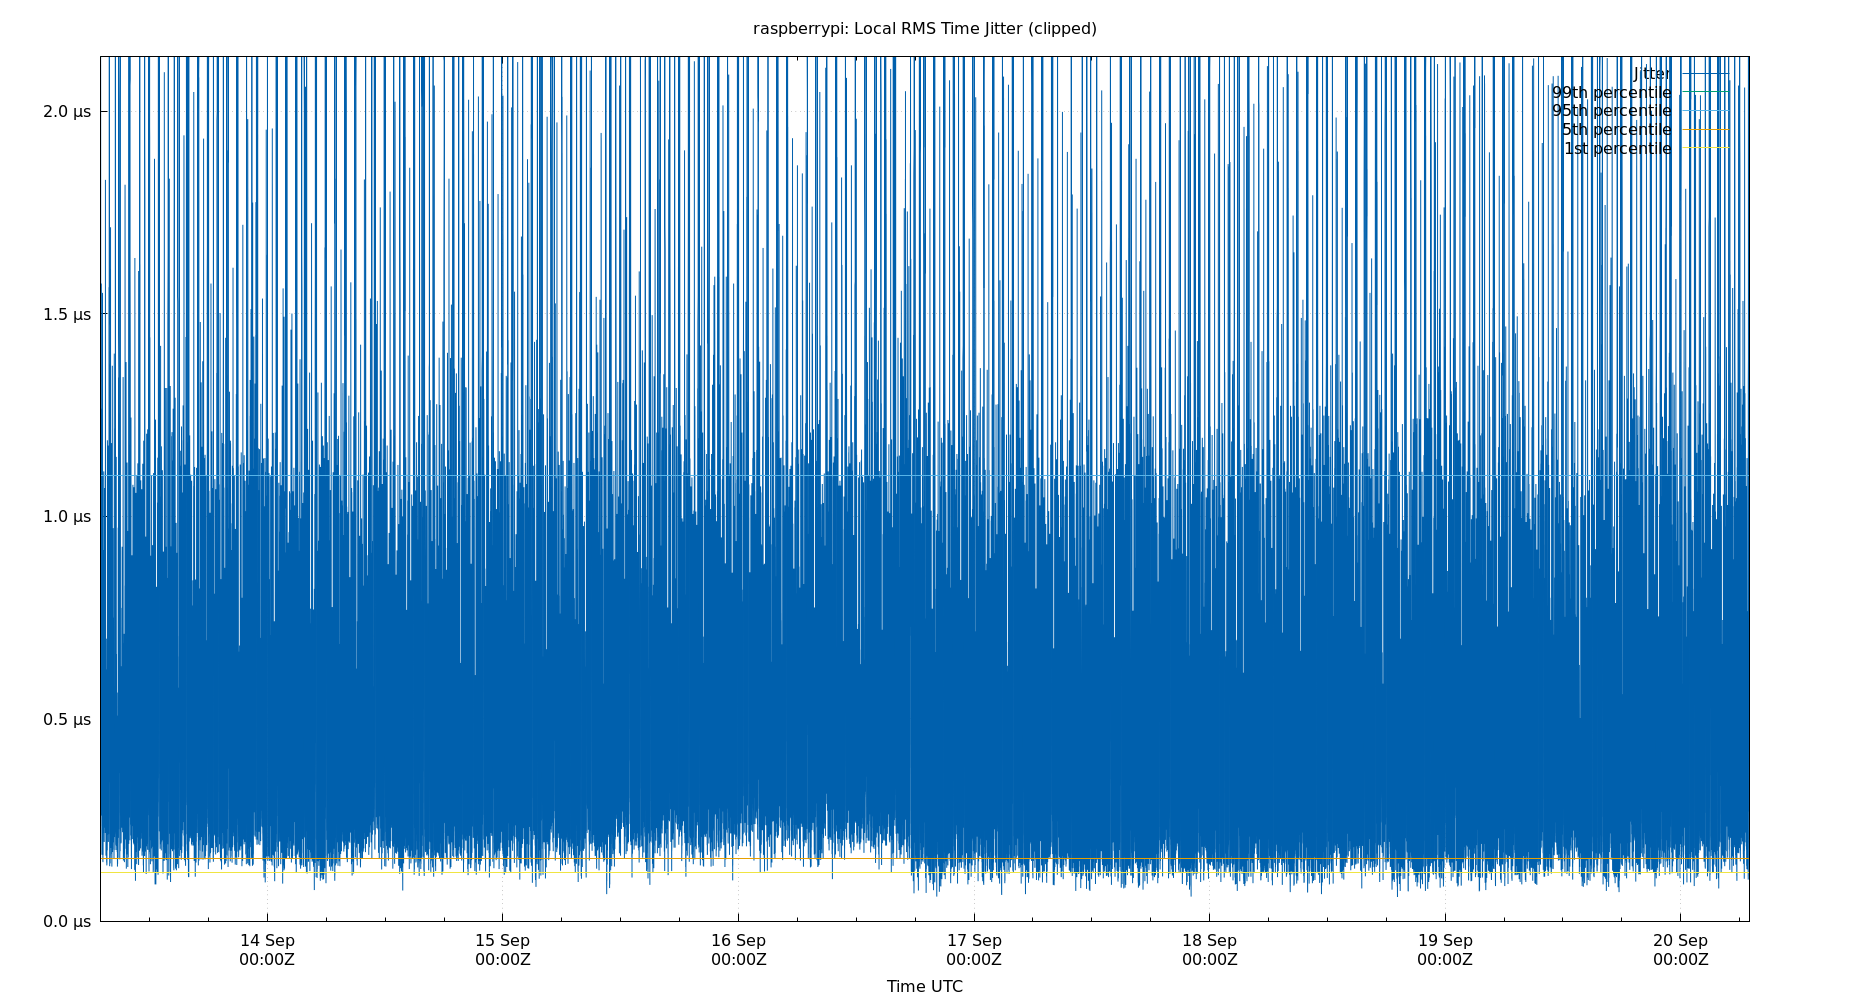 raspberrypi: Local RMS Time Jitter (clipped)
Jitter
99th percentile
95th percentile
5th percentile
1st percentile
2.0 µs
1.5 µs
1.0 µs
0.5 µs
0.0 µs
14 Sep
00:00Z
15 Sep
00:00Z
16 Sep
00:00Z
17 Sep
00:00Z
18 Sep
00:00Z
19 Sep
00:00Z
20 Sep
00:00Z
Time UTC